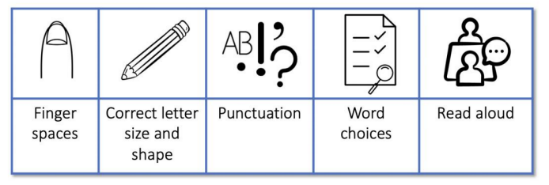 AB!?
Finger
spaces
Correct letter
size and
shape
Punctuation
Word
choices
Read aloud